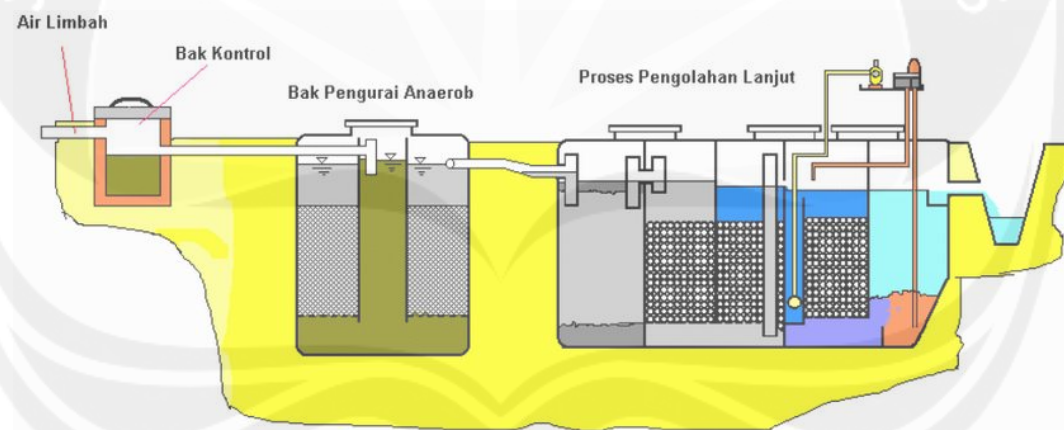 Air Limbah
Bak Kontrol
Bak Pengurai Anaerob
Proses Pengolahan Lanjut